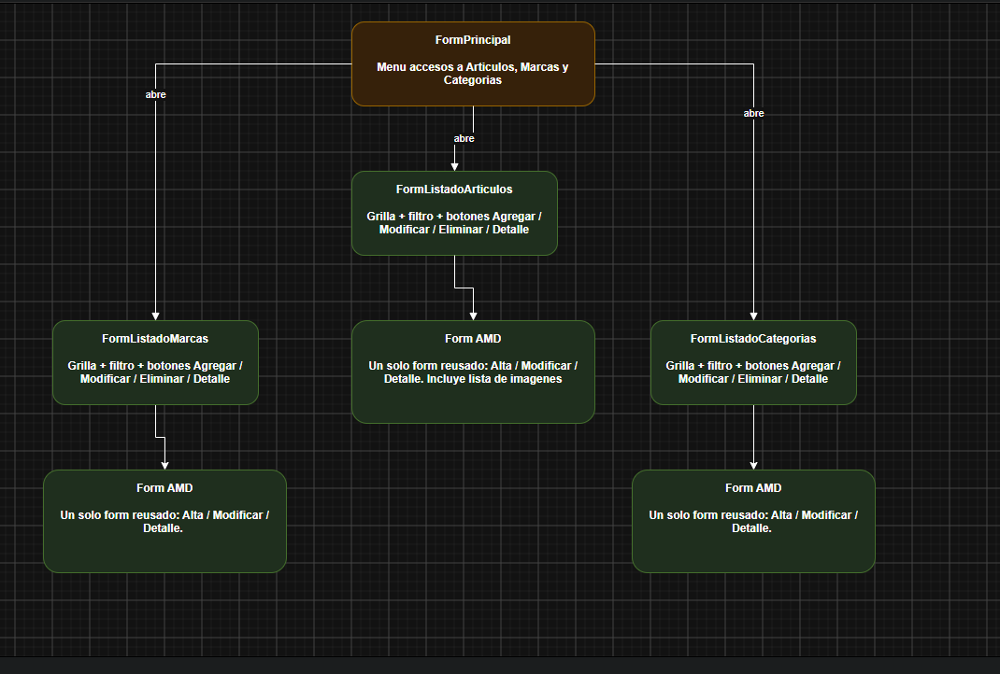 FormPrincipal
Menu accesos a Articulos, Marcas y
Categorias
abre
abre
abre
FormListadoArticulos
Grilla + filtro + botones Agregar /
Modificar / Eliminar / Detalle
FormListadoMarcas
Grilla + filtro + botones Agregar /
Modificar / Eliminar / Detalle
Form AMD
Un solo form reusado: Alta / Modificar /
Detalle. Incluye lista de imagenes
FormListadoCategorias
Grilla + filtro + botones Agregar /
Modificar / Eliminar / Detalle
Form AMD
Un solo form reusado: Alta / Modificar /
Detalle.
Form AMD
Un solo form reusado: Alta / Modificar /
Detalle.